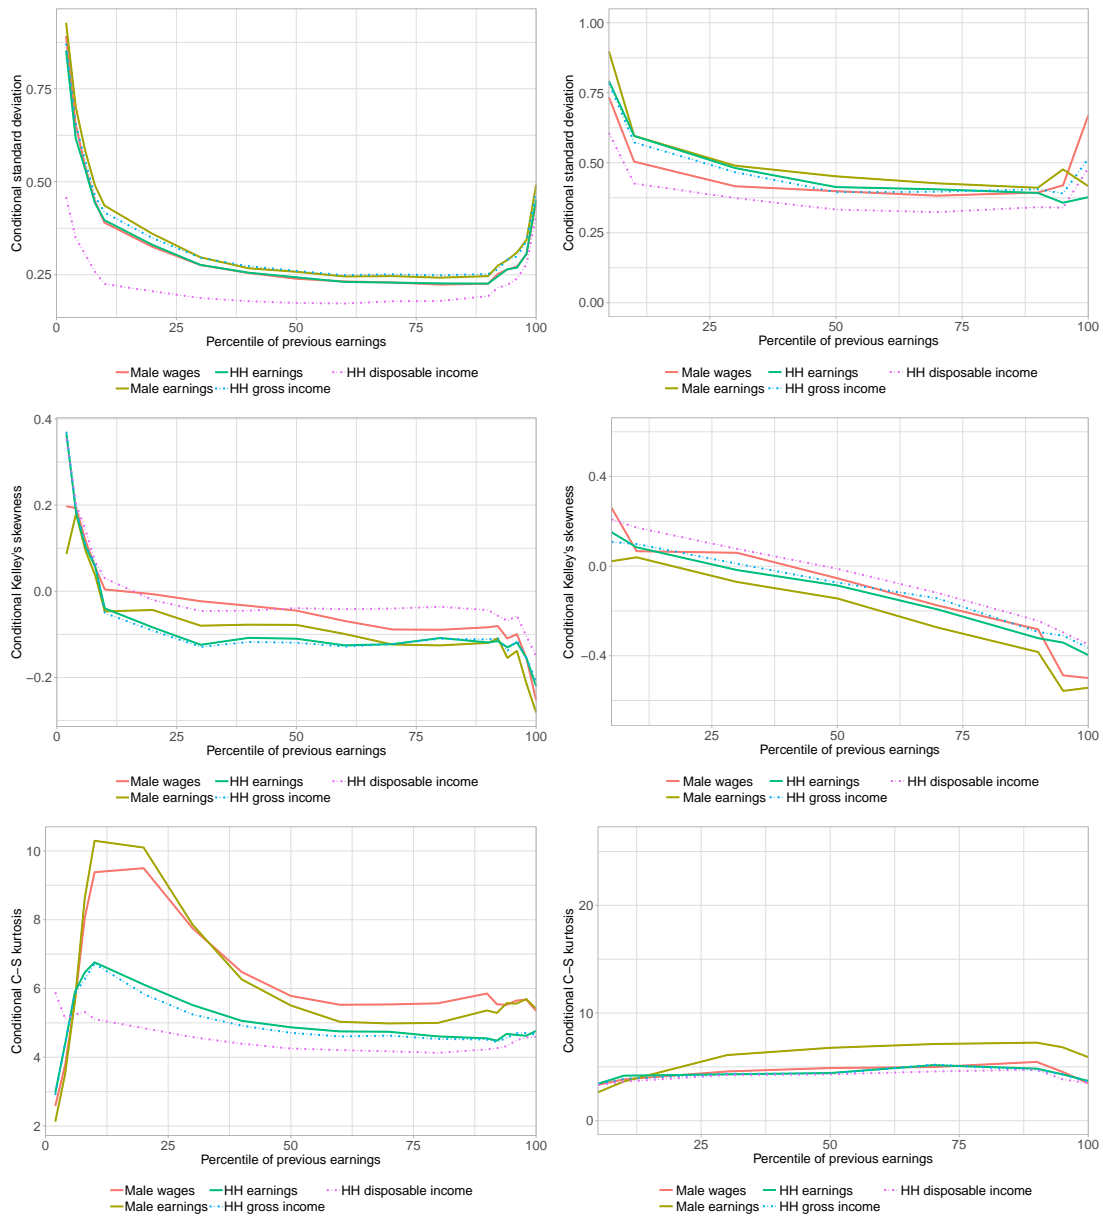 Conditional standard deviation
0.75
0.50
0.25
0 25 50 75 100
Percentile of previous earnings
Male wages HH earnings HH disposable income
Male earnings HH gross income
Conditional standard deviation
1.00
0.75
0.50
0.25
0.00
25 50 75 100
Percentile of previous earnings
Male wages HH earnings HH disposable income
Male earnings HH gross income
Conditional Kelley's skewness
0.4
0.2
0.0
−0.2
0 25 50 75 100
Percentile of previous earnings
Male wages HH earnings HH disposable income
Male earnings HH gross income
Conditional Kelley's skewness
0.4
0.0
−0.4
25 50 75 100
Percentile of previous earnings
Male wages HH earnings HH disposable income
Male earnings HH gross income
Conditional C−S kurtosis
10
8
6
4
2
0 25 50 75 100
Percentile of previous earnings
Male wages HH earnings HH disposable income
Male earnings HH gross income
Conditional C−S kurtosis
20
10
0
25 50 75 100
Percentile of previous earnings
Male wages HH earnings HH disposable income
Male earnings HH gross income